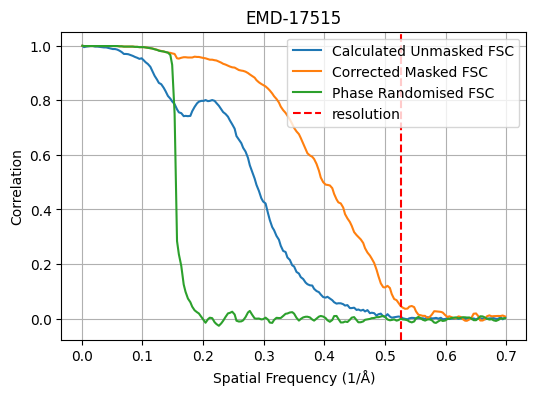 EMD-17515
Calculated Unmasked FSC
Corrected Masked FSC
Phase Randomised FSC
resolution
Correlation
1.0
0.8
0.6
0.4
0.2
0.0
0.0 0.1 0.2 0.3 0.4 0.5 0.6 0.7
Spatial Frequency (1/Å)